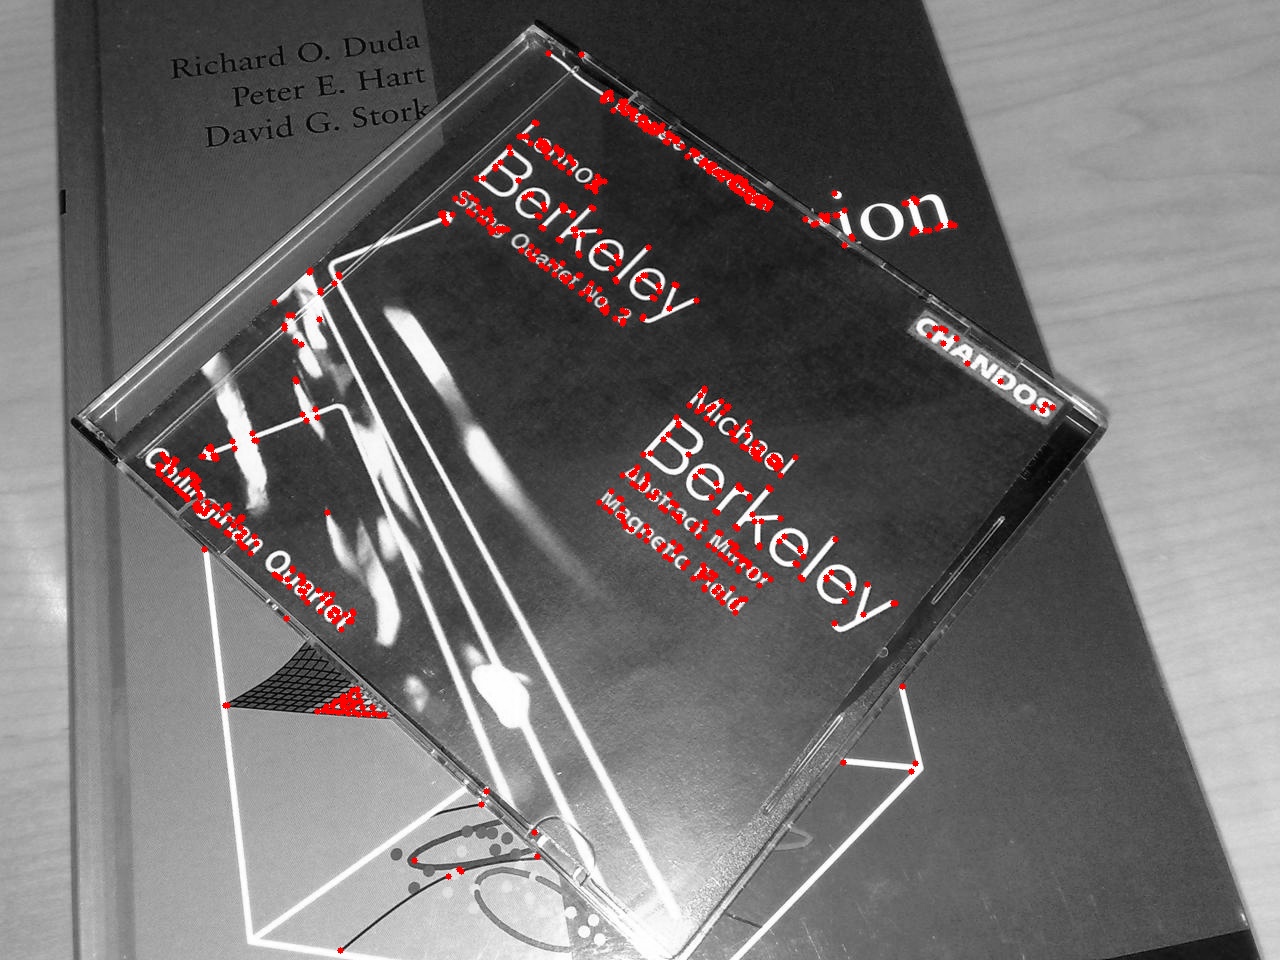 Richard O. Duda
Peter E. Hart
David G. Stork
ion
Lennox
Berkeley
String Quartet No. 2
CHANDOS
Michael
Berkeley
Abstract Mirror
Magnetic Field
Chilingirian Quartet